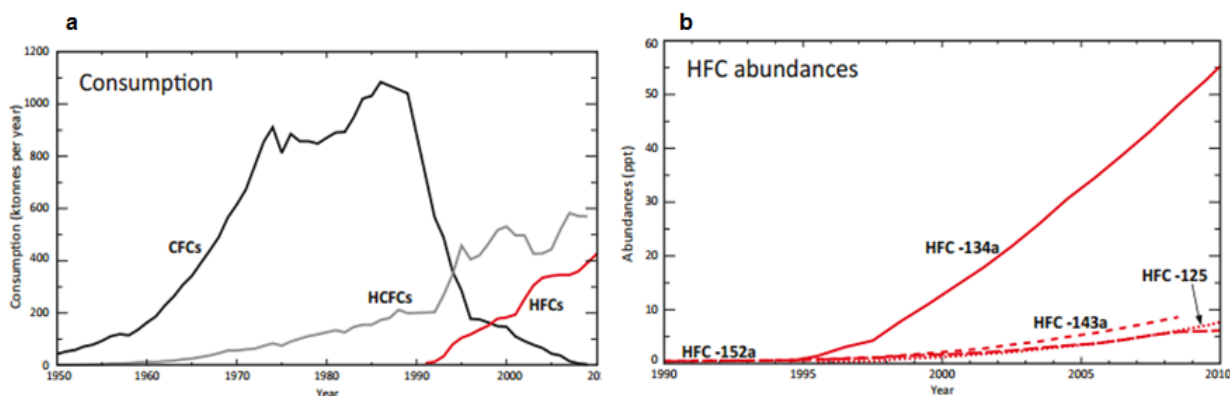 a
Consumption
Consumption (ktonnes per year)
1200
1000
800
600
400
200
0
CFCs
HCFCs
HFCs
1950
1960
1970
1980
1990
2000
20
Year
b
HFC abundances
Abundances (ppt)
60
50
40
30
20
10
0
HFC -134a
HFC -125
HFC -143a
HFC -152a
1990
1995
2000
2005
2010
Year